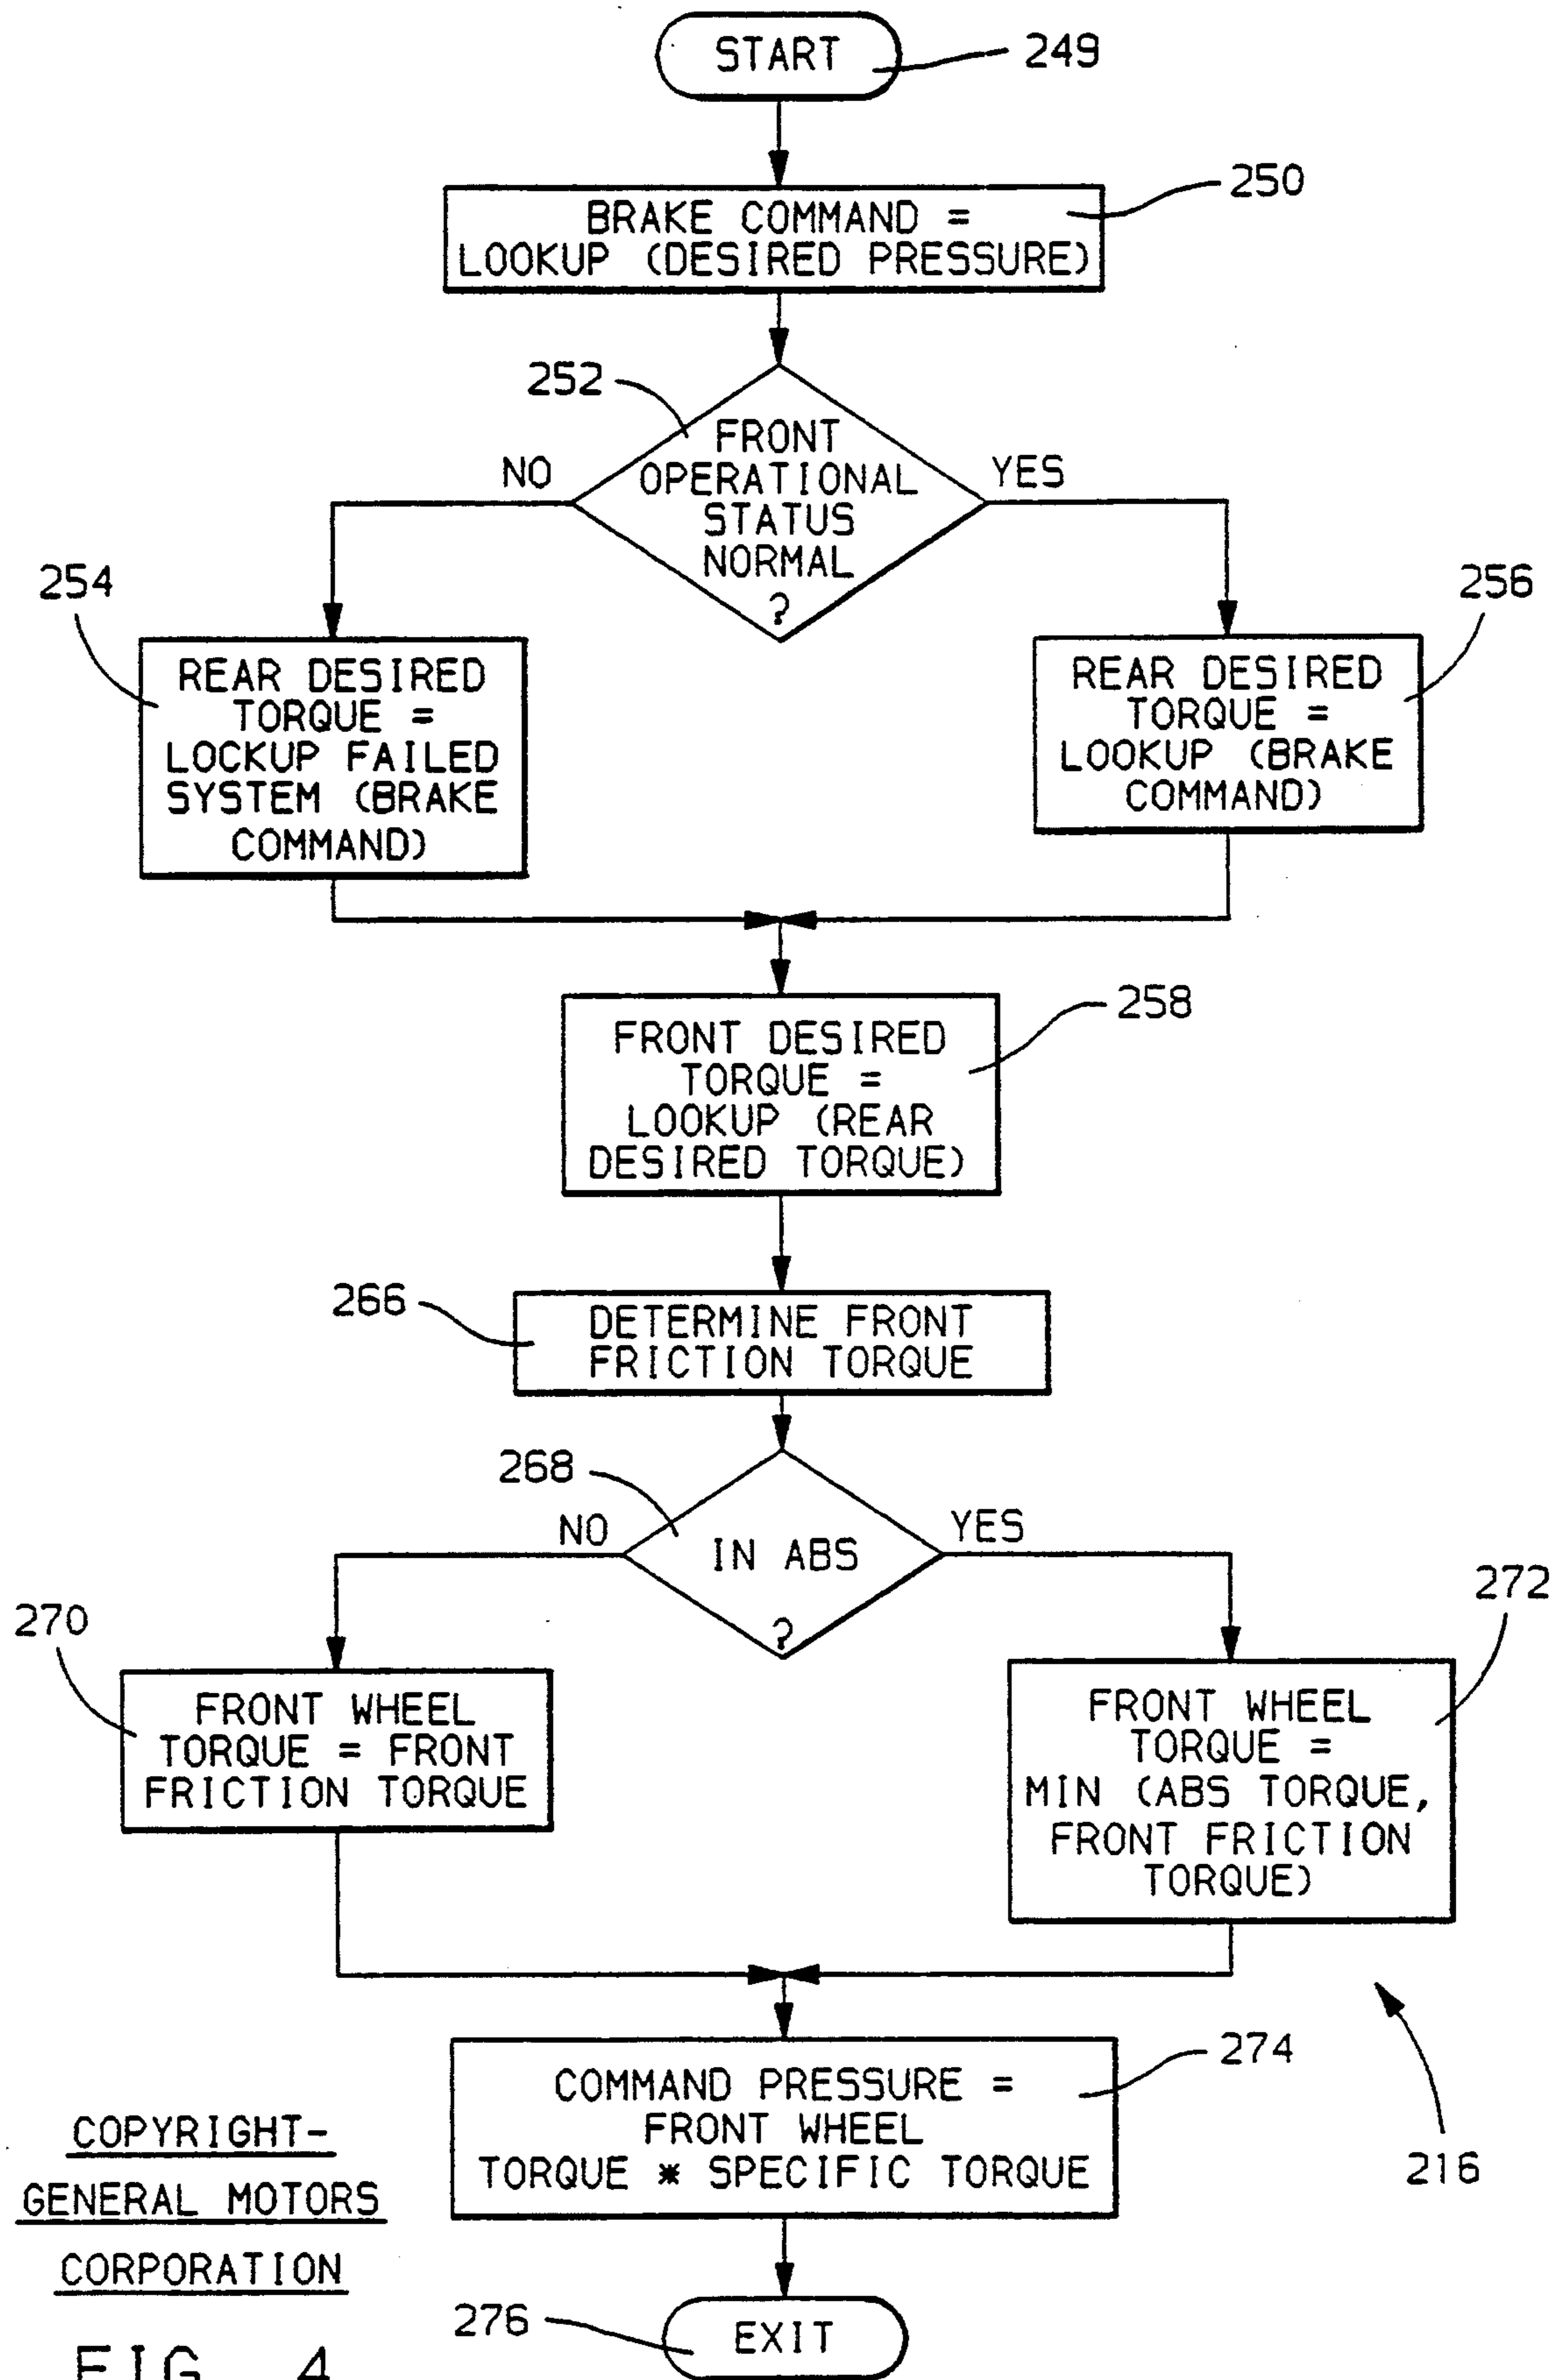 START
249
250
BRAKE COMMAND =
LOOKUP (DESIRED PRESSURE)
252
FRONT
OPERATIONAL
STATUS
NORMAL
?
NO
YES
254
REAR DESIRED
TORQUE =
LOCKUP FAILED
SYSTEM (BRAKE
COMMAND)
256
REAR DESIRED
TORQUE =
LOOKUP (BRAKE
COMMAND)
258
FRONT DESIRED
TORQUE =
LOOKUP (REAR
DESIRED TORQUE)
266
DETERMINE FRONT
FRICTION TORQUE
268
IN ABS
?
NO
YES
270
FRONT WHEEL
TORQUE = FRONT
FRICTION TORQUE
272
FRONT WHEEL
TORQUE =
MIN (ABS TORQUE,
FRONT FRICTION
TORQUE)
274
COMMAND PRESSURE =
FRONT WHEEL
TORQUE * SPECIFIC TORQUE
216
276
EXIT
COPYRIGHT-
GENERAL MOTORS
CORPORATION
FIG. 4